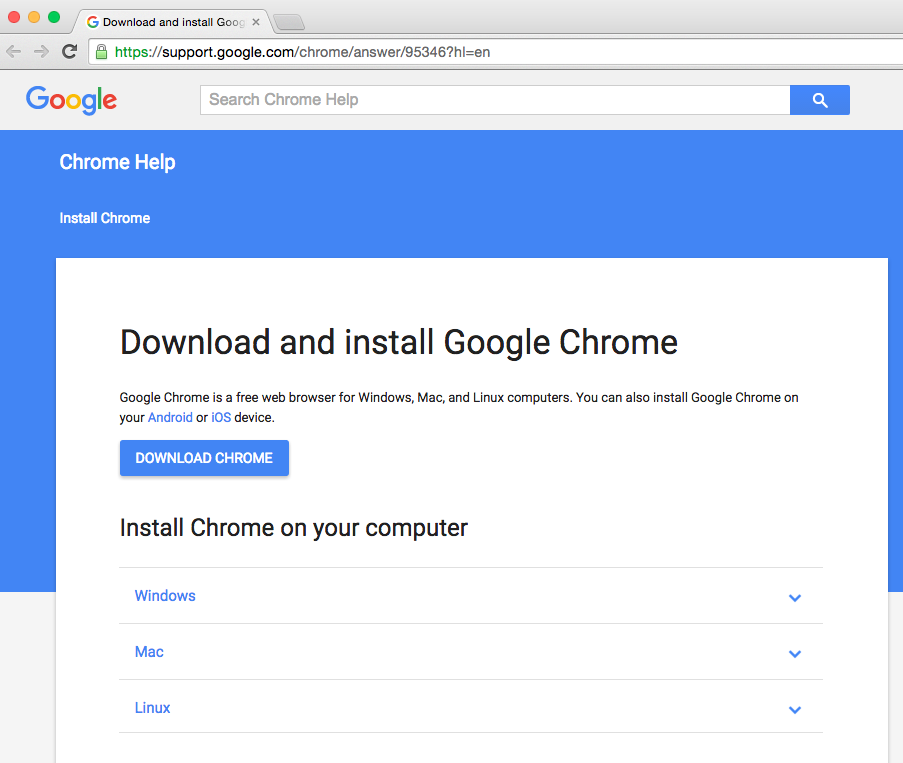 Download and install Goog
https://support.google.com/chrome/answer/95346?hl=en
Google
Search Chrome Help
Chrome Help
Install Chrome
Download and install Google Chrome
Google Chrome is a free web browser for Windows, Mac, and Linux computers. You can also install Google Chrome on
your Android or iOS device.
DOWNLOAD CHROME
Install Chrome on your computer
Windows
Mac
Linux